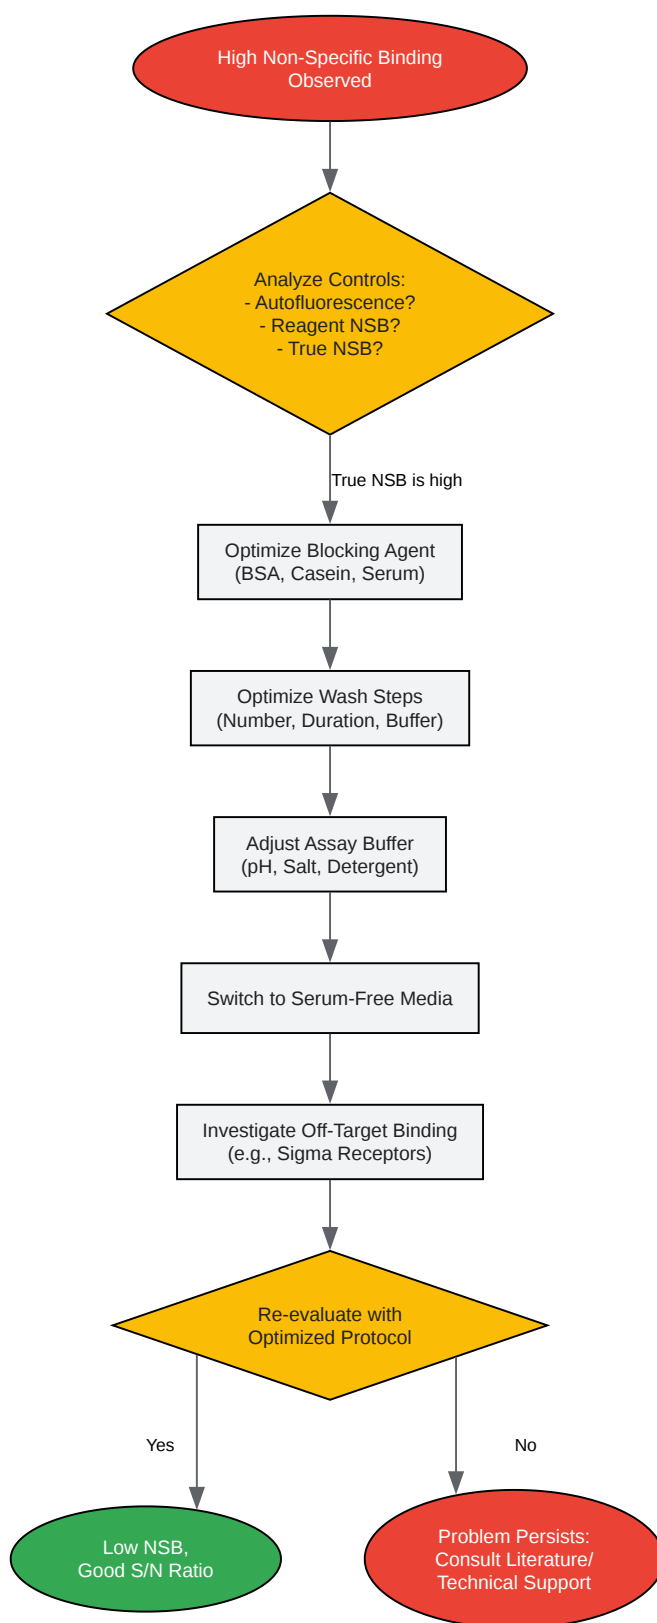 High Non-Specific Binding
Observed
Analyze Controls:
- Autofluorescence?
- Reagent NSB?
- True NSB?
True NSB is high
Optimize Blocking Agent
(BSA, Casein, Serum)
Optimize Wash Steps
(Number, Duration, Buffer)
Adjust Assay Buffer
(pH, Salt, Detergent)
Switch to Serum-Free Media
Investigate Off-Target Binding
(e.g., Sigma Receptors)
Re-evaluate with
Optimized Protocol
Yes
No
Low NSB,
Good S/N Ratio
Problem Persists:
Consult Literature/
Technical Support